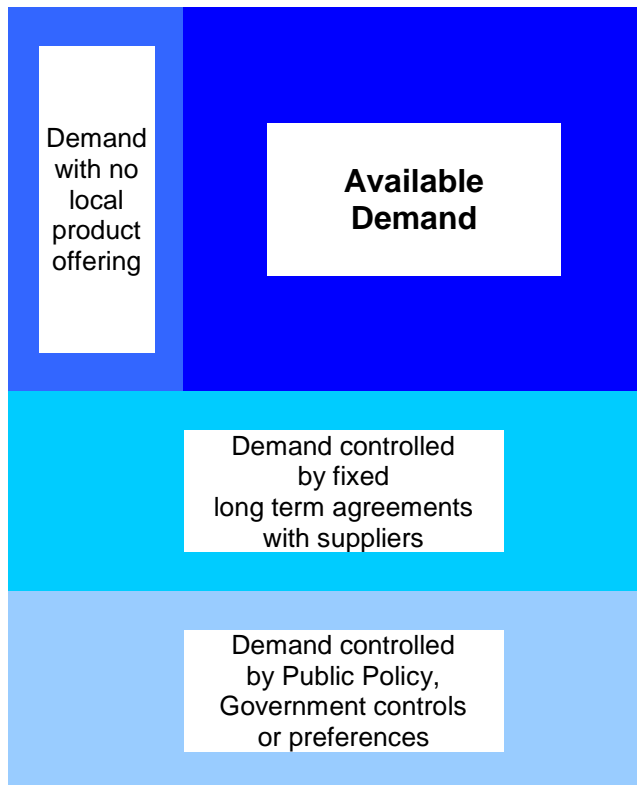 Demand
with no
local
product
offering
Available
Demand
Demand controlled
by fixed
long term agreements
with suppliers
Demand controlled
by Public Policy,
Government controls
or preferences